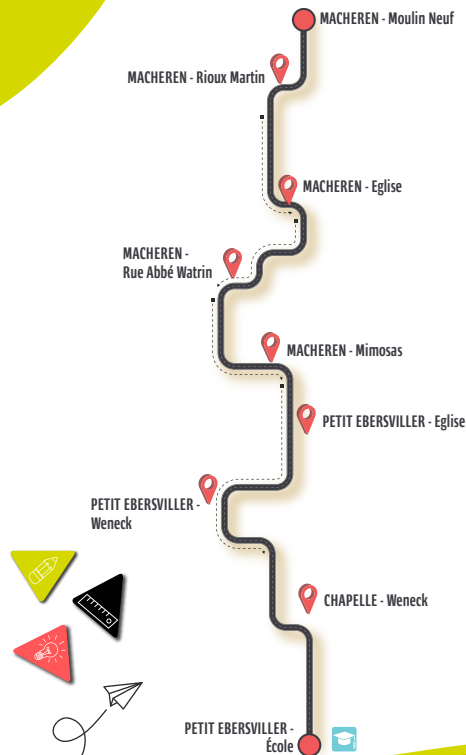 MACHEREN - Moulin Neuf
MACHEREN - Rioux Martin
MACHEREN - Eglise
MACHEREN -
Rue Abbé Watrin
MACHEREN - Mimosas
PETIT EBERSVILLER - Eglise
PETIT EBERSVILLER -
Weneck
CHAPELLE - Weneck
PETIT EBERSVILLER -
École